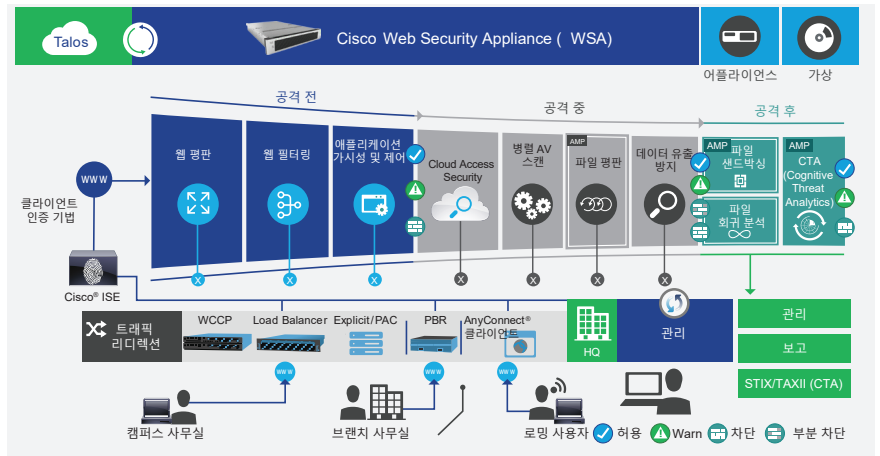 Talos
Cisco Web Security Appliance ( WSA)
어플라이언스
가상
공격 전
공격 중
공격 후
웹 평판
웹 필터링
애플리케이션
가시성 및 제어
Cloud Access
Security
병렬 AV
스캔
AMP
파일 평판
데이터 유출
방지
AMP
파일
샌드박싱
파일
회귀 분석
AMP
CTA
(Cognitive
Threat
Analytics)
WWW
클라이언트
인증 기법
X
X
X
X
X
X
X
Cisco® ISE
트래픽
리디렉션
WCCP
Load Balancer
Explicit/PAC
PBR
AnyConnect®
클라이언트
HQ
관리
관리
보고
STIX/TAXII (CTA)
WWW
WWW
WWW
캠퍼스 사무실
브랜치 사무실
로밍 사용자
허용
Warn
차단
부분 차단